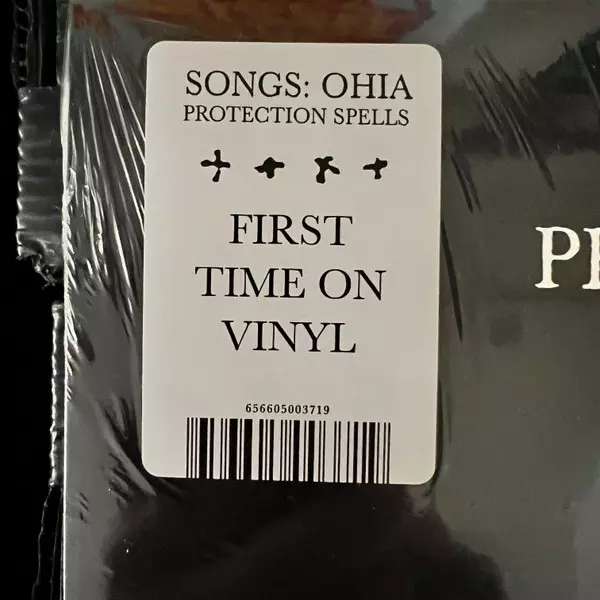 SONGS: OHIA
PROTECTION SPELLS
FIRST
TIME ON
VINYL
656605003719